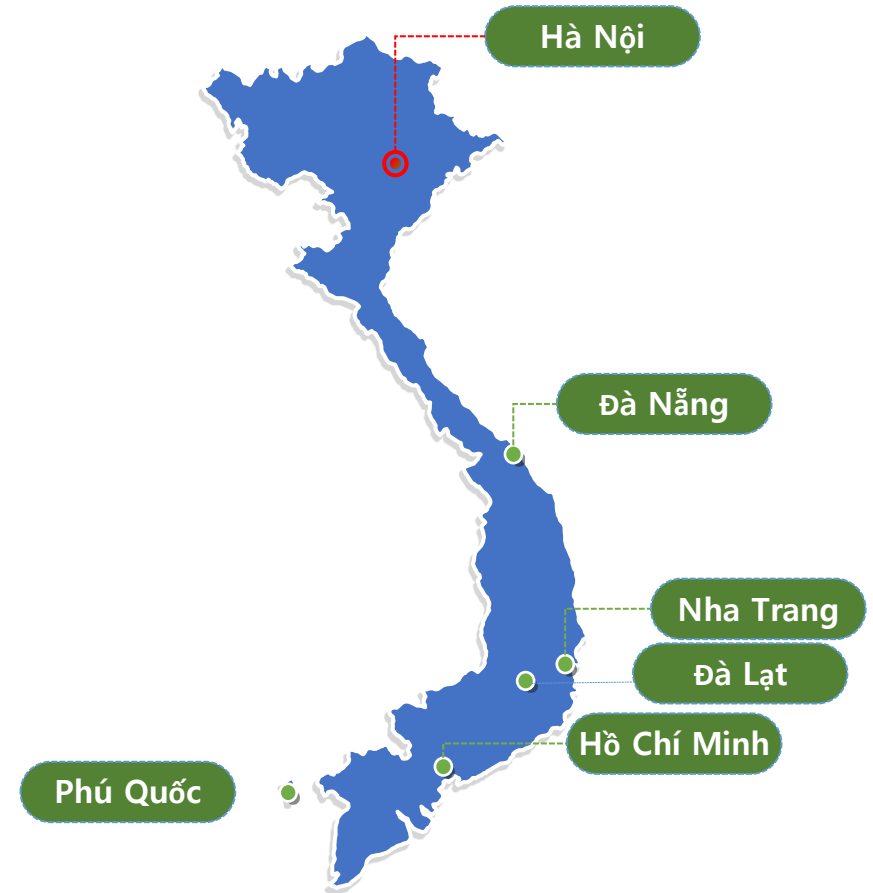 Hà Nội
Đà Nẵng
Nha Trang
Đà Lạt
Hồ Chí Minh
Phú Quốc